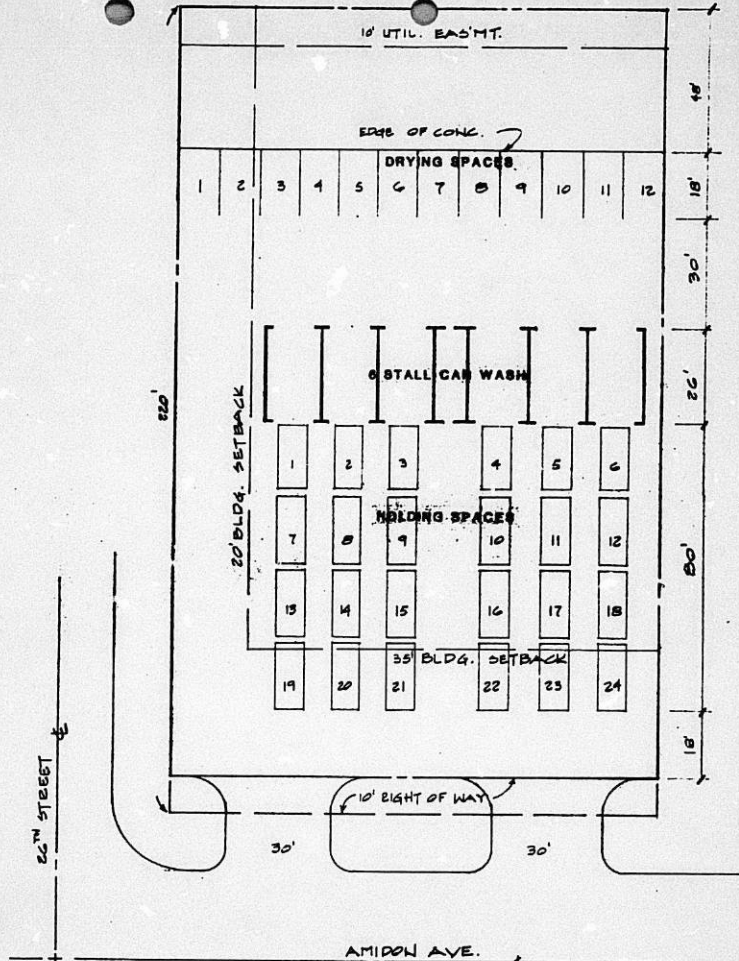 10' UTIL. EAS'MT.
48'
EDGE OF CONC.
DRYING SPACES
1 2 3 4 5 6 7 8 9 10 11 12
18'
30'
6 STALL CAR WASH
26'
220'
20' BLDG. SETBACK
1 2 3 4 5 6
HOLDING SPACES
7 8 9 10 11 12
80'
13 14 15 16 17 18
35' BLDG. SETBACK
19 20 21 22 23 24
18'
26TH STREET
10' RIGHT OF WAY
30' 30'
AMIDON AVE.